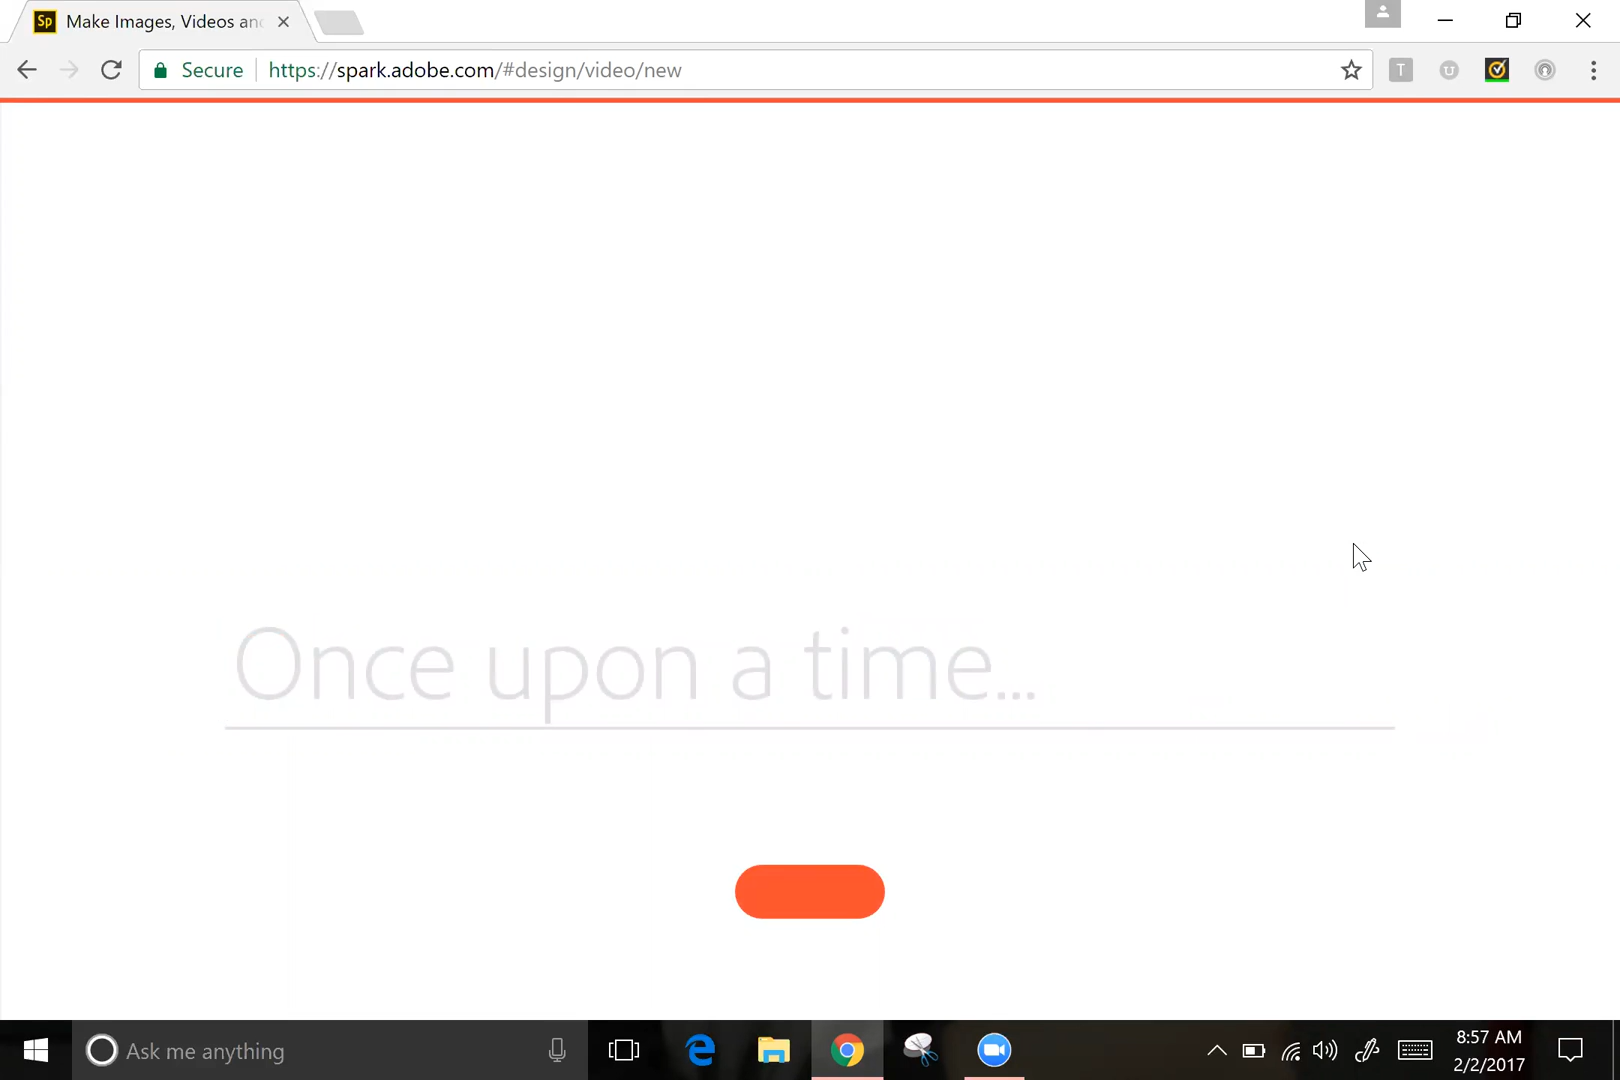 Sp Make Images, Videos an
Secure https://spark.adobe.com/#design/video/new
T U
Once upon a time...
Ask me anything
8:57 AM
2/2/2017